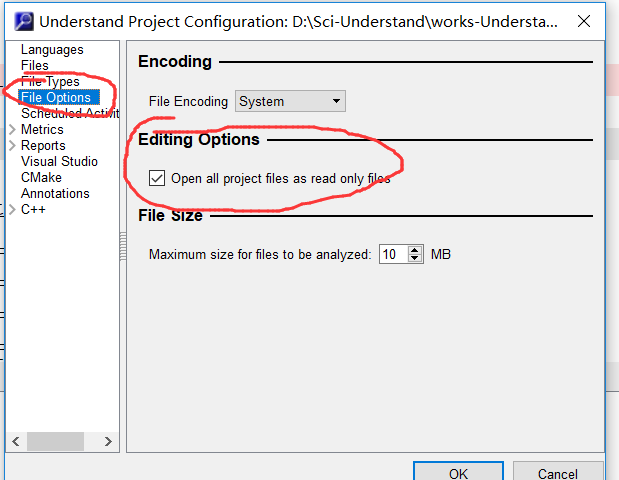 Understand Project Configuration: D:\Sci-Understand\works-Understa...
Languages
Files
File Types
File Options
Scheduled Activit
Metrics
Reports
Visual Studio
CMake
Annotations
C++
Encoding
File Encoding System
Editing Options
Open all project files as read only files
File Size
Maximum size for files to be analyzed: 10 MB
OK Cancel